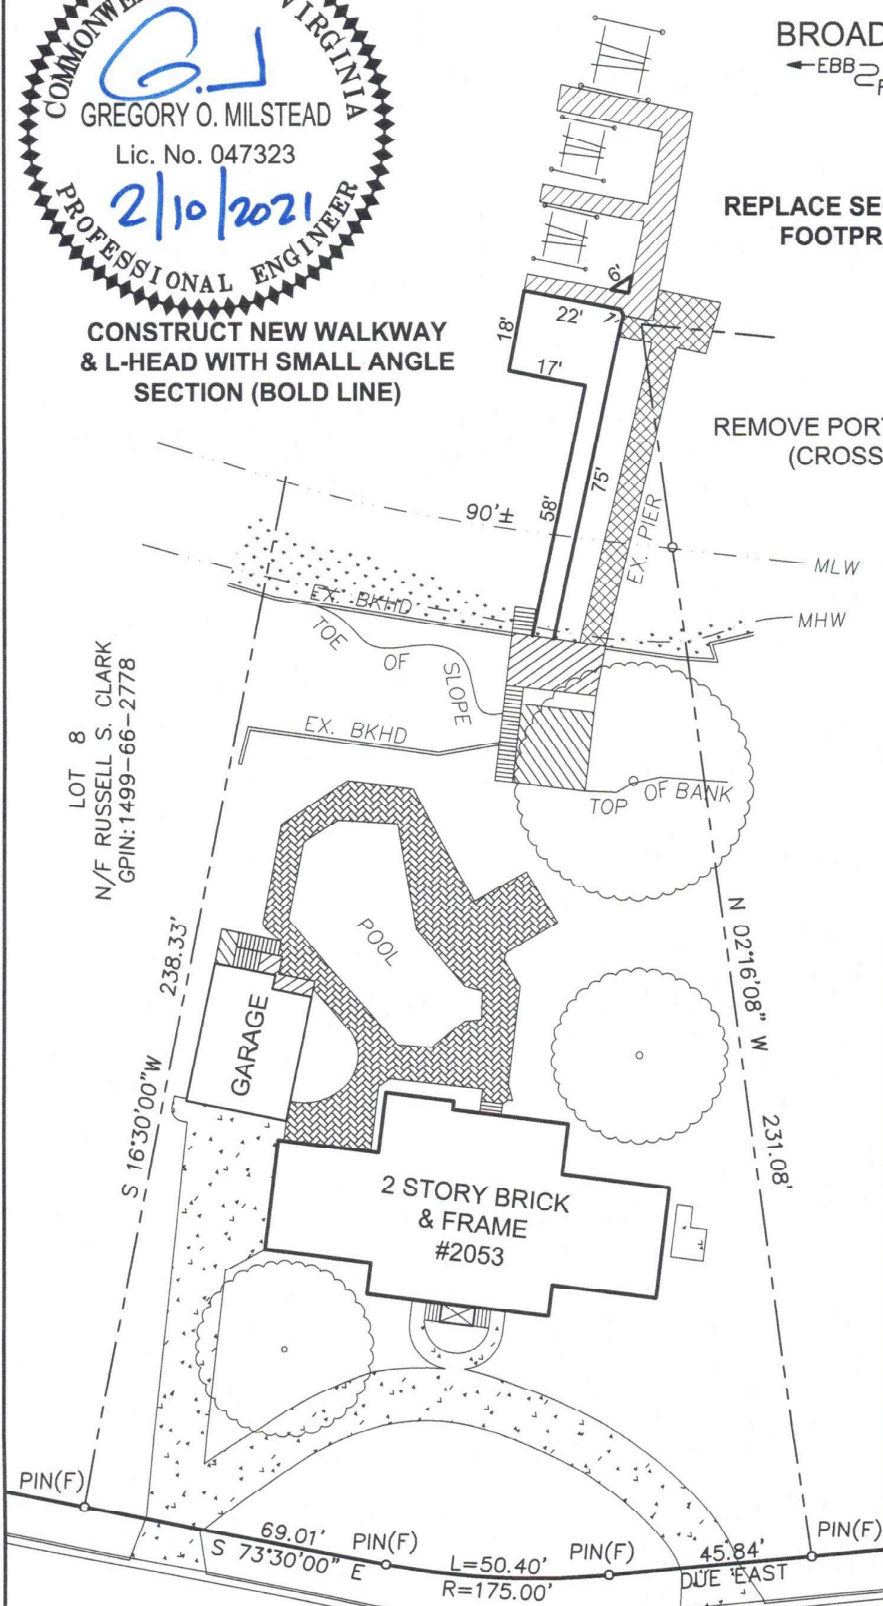 COMMONWE
VIRGINIA
GREGORY O. MILSTEAD
Lic. No. 047323
2/10/2021
PROFESSIONAL ENGINEER
BROAD
EBB
CONSTRUCT NEW WALKWAY
& L-HEAD WITH SMALL ANGLE
SECTION (BOLD LINE)
REPLACE SE
FOOTPR
6'
22'
18'
17'
REMOVE PORT
(CROSS
75'
58'
90'±
EX. PIER
MLW
MHW
EX. BKHD
TOE OF SLOPE
EX. BKHD
TOP OF BANK
LOT 8
N/F RUSSELL S. CLARK
GPIN:1499-66-2778
POOL
GARAGE
238.33'
S 16°30'00"W
N 02°16'08" W
231.08'
2 STORY BRICK
& FRAME
#2053
PIN(F)
69.01'
S 73°30'00" E
PIN(F)
L=50.40'
R=175.00'
PIN(F)
45.84'
DUE EAST
PIN(F)